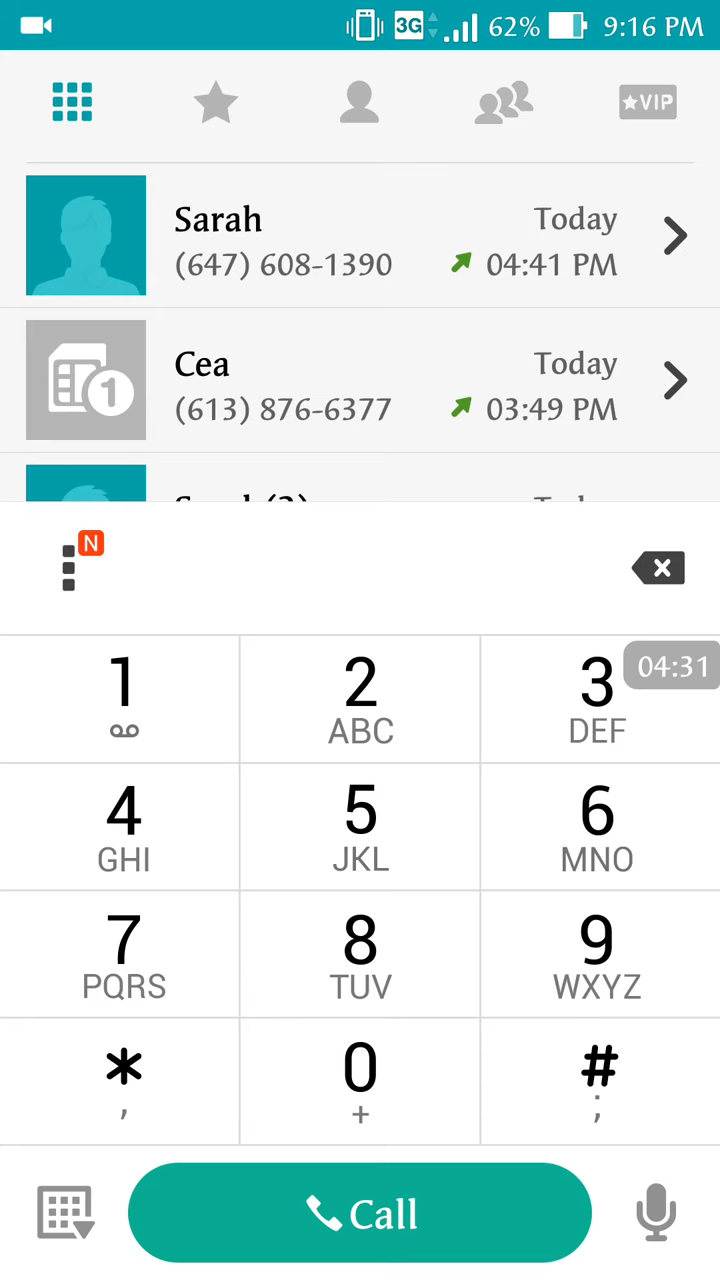 3G 62% 9:16 PM
VIP
Sarah Today
(647) 608-1390 04:41 PM
1 Cea Today
(613) 876-6377 03:49 PM
N
1 2 3 04:31
ABC DEF
4 5 6
GHI JKL MNO
7 8 9
PQRS TUV WXYZ
* 0 #
, + ;
Call